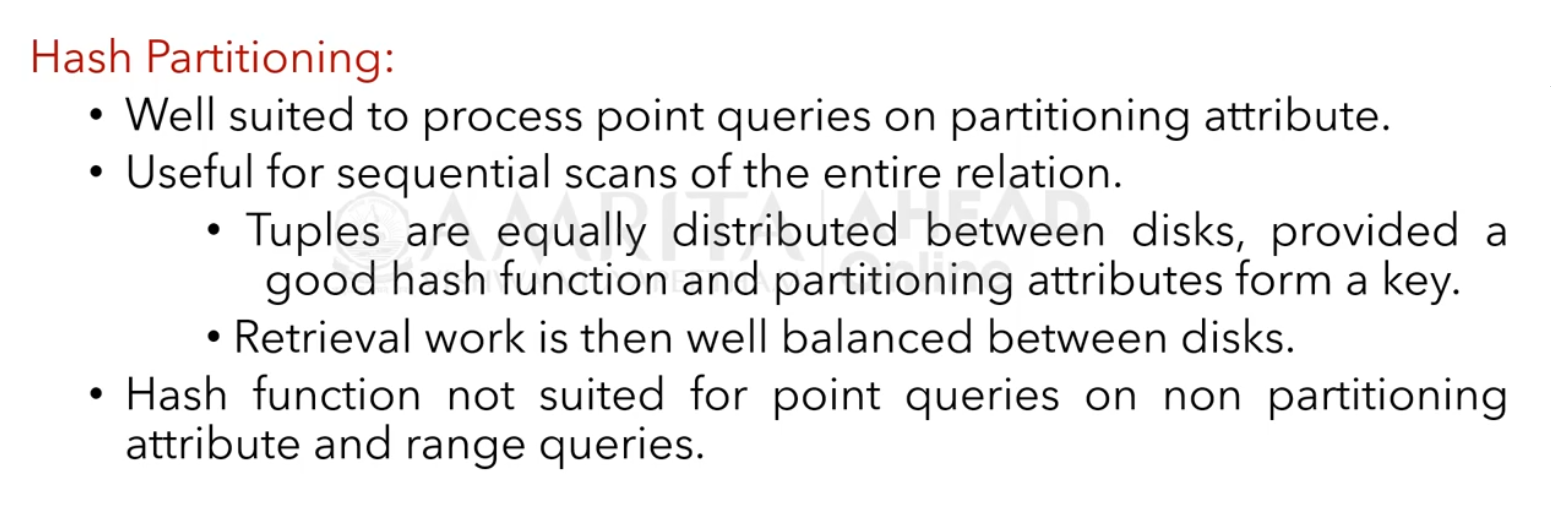 Hash Partitioning:
• Well suited to process point queries on partitioning attribute.
• Useful for sequential scans of the entire relation.
• Tuples are equally distributed between disks, provided a
good hash function and partitioning attributes form a key.
• Retrieval work is then well balanced between disks.
• Hash function not suited for point queries on non partitioning
attribute and range queries.
AMRITA AHEAD
Online